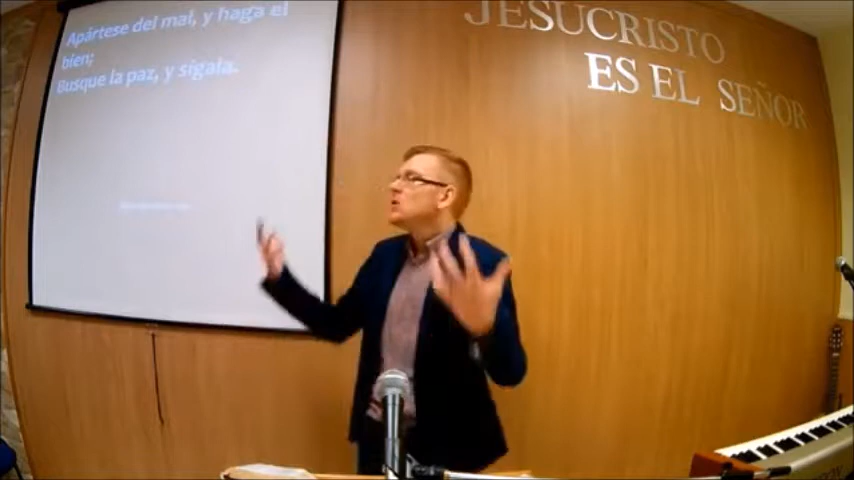 Apártese del mal, y haga el
bien;
Busque la paz, y sígala.
JESUCRISTO
ES EL SEÑOR